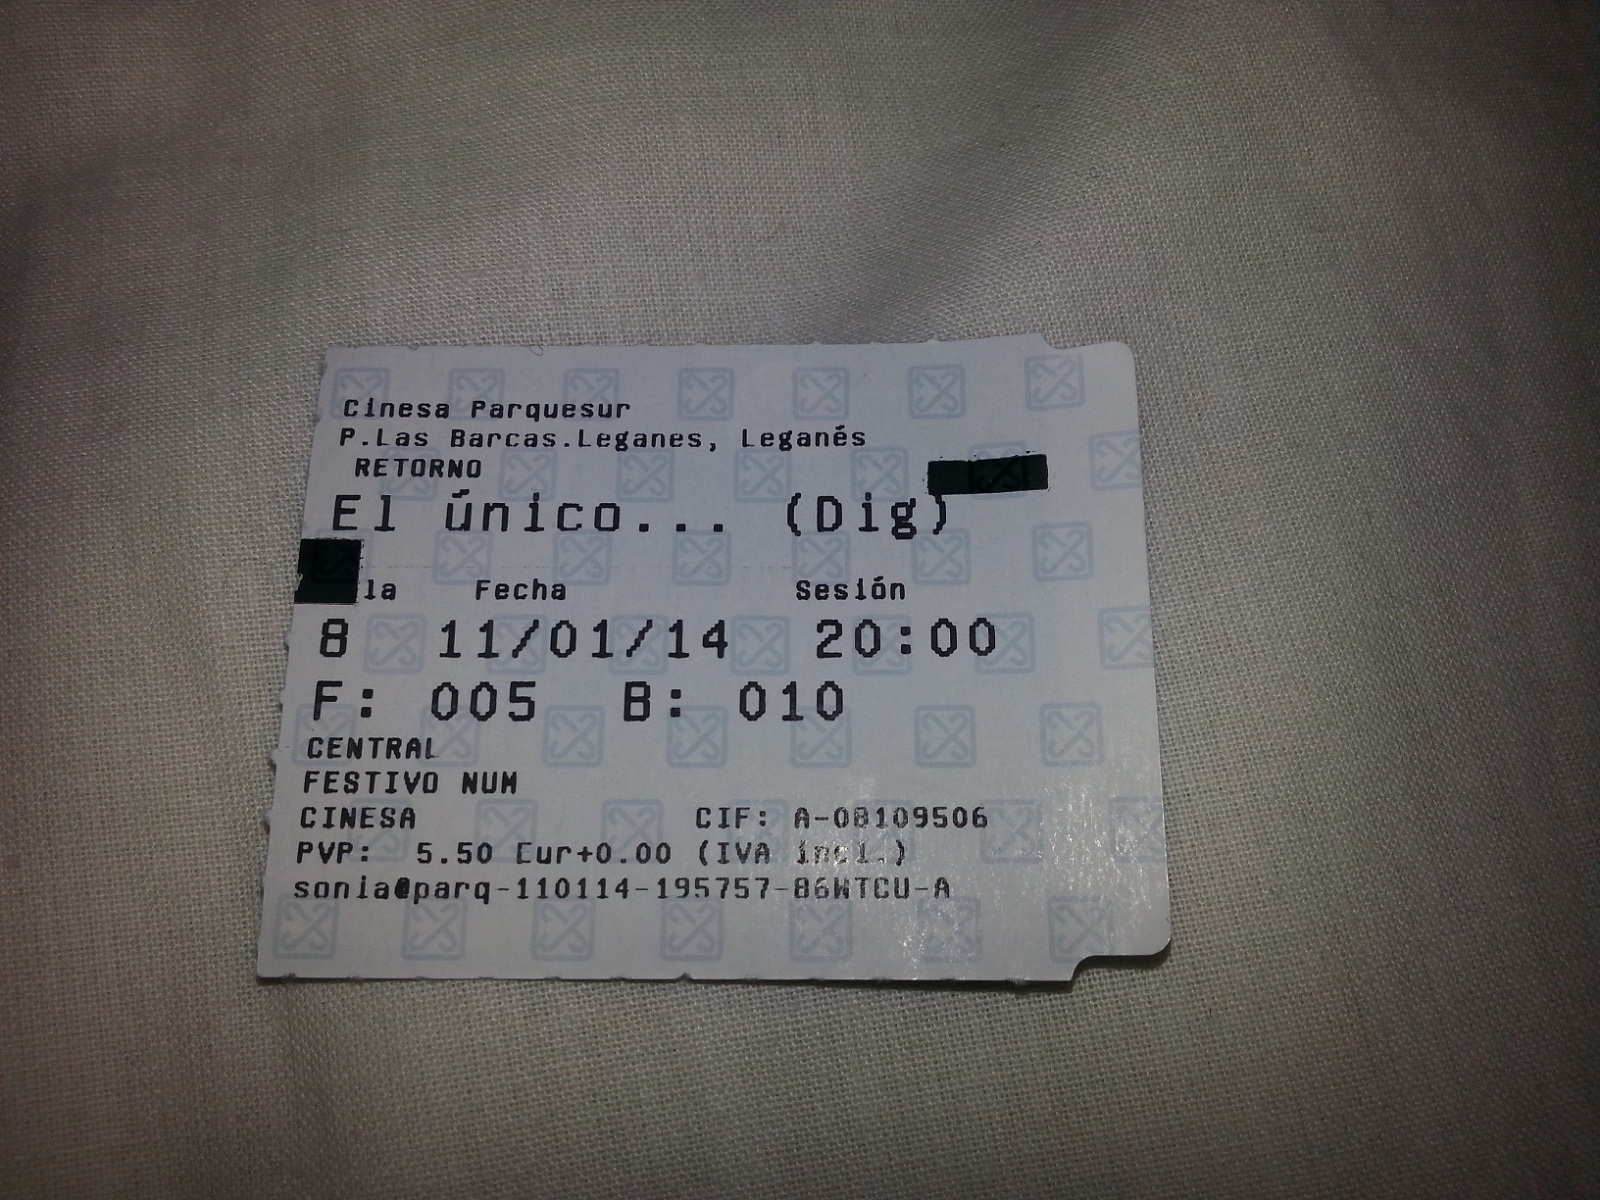 Cinesa Parquesur
P.Las Barcas.Leganes, Leganés
RETORNO
El único... (Dig)
la Fecha Sesión
8 11/01/14 20:00
F: 005 B: 010
CENTRAL
FESTIVO NUM
CINESA CIF: A-08109506
PVP: 5.50 Eur+0.00 (IVA incl.)
sonia@parq-110114-195757-86WTCU-A